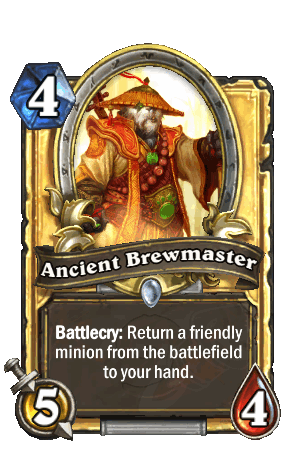 4
Ancient Brewmaster
Battlecry: Return a friendly
minion from the battlefield
to your hand.
5
4